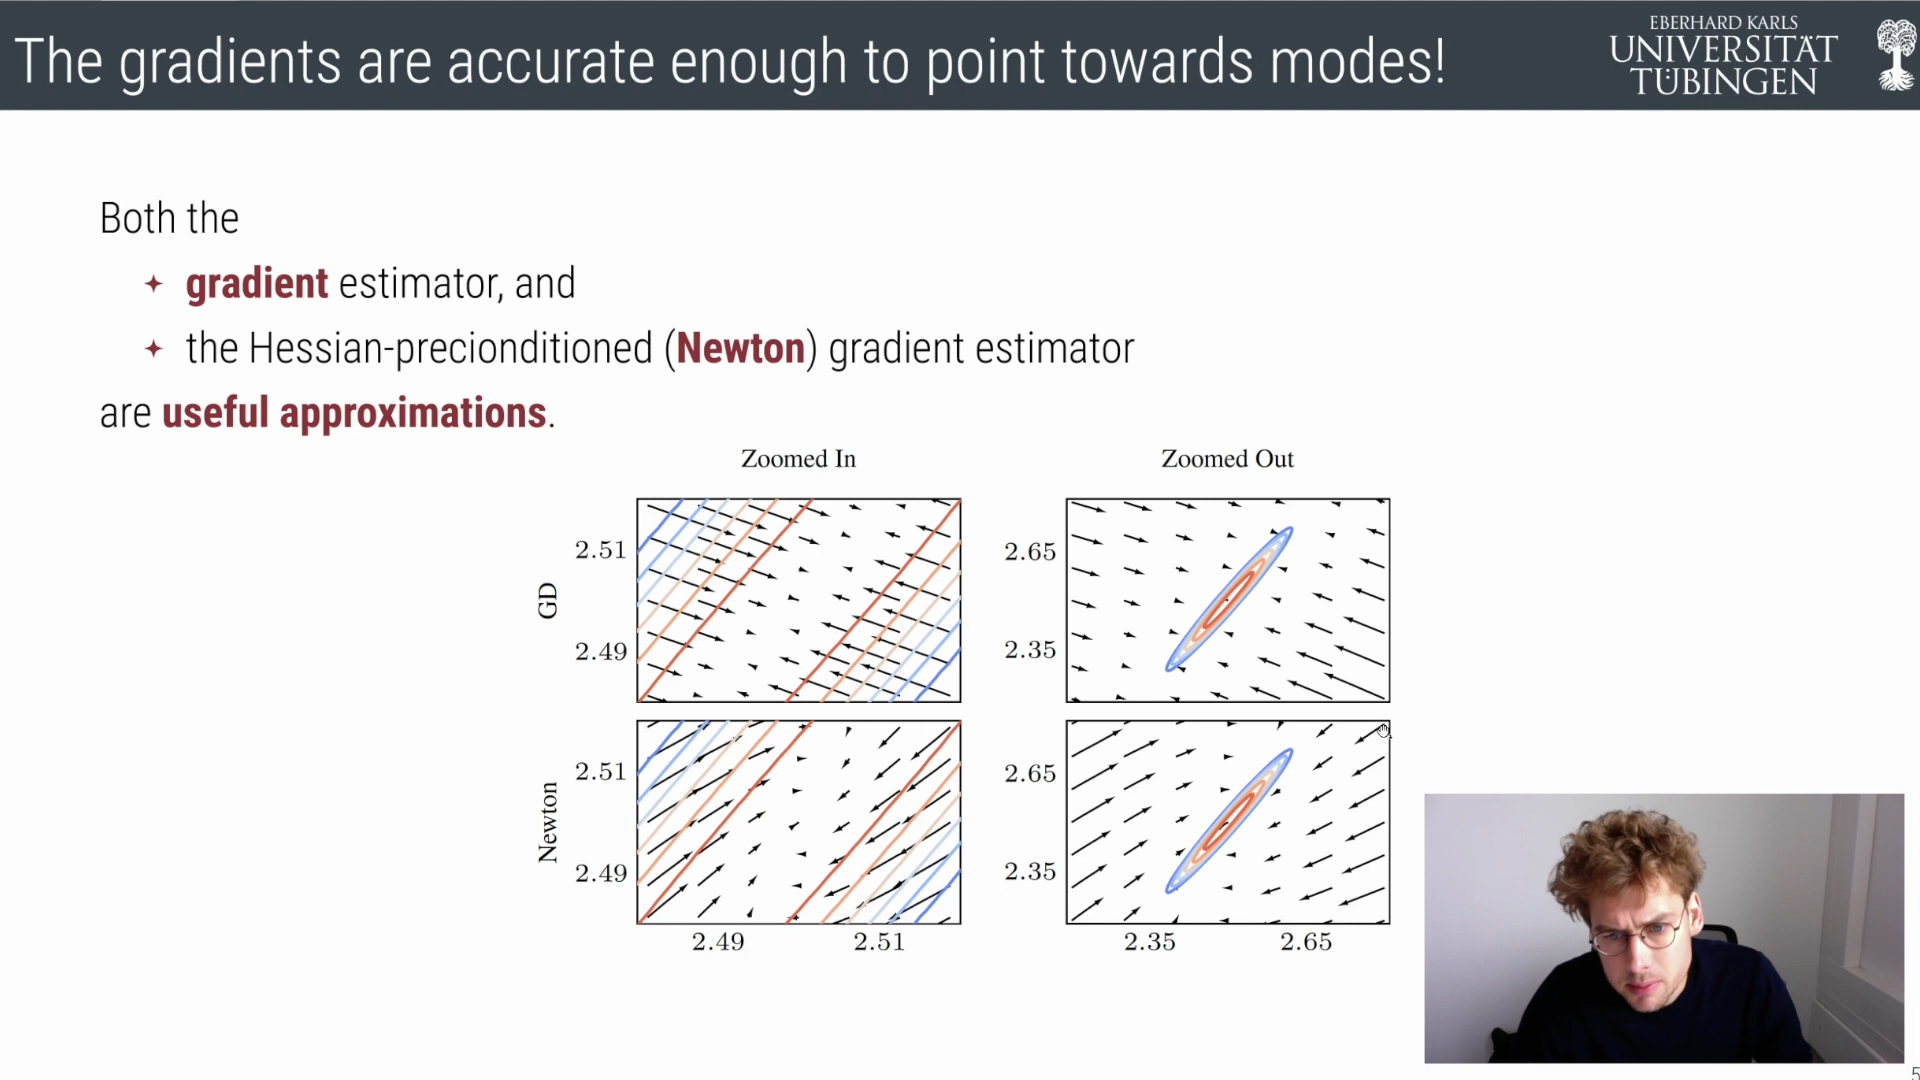 The gradients are accurate enough to point towards modes!
EBERHARD KARLS
UNIVERSITÄT
TÜBINGEN
Both the
gradient estimator, and
the Hessian-precionditioned (Newton) gradient estimator
are useful approximations.
Zoomed In
Zoomed Out
GD
2.51
2.49
2.65
2.35
Newton
2.51
2.49
2.65
2.35
2.49
2.51
2.35
2.65
5